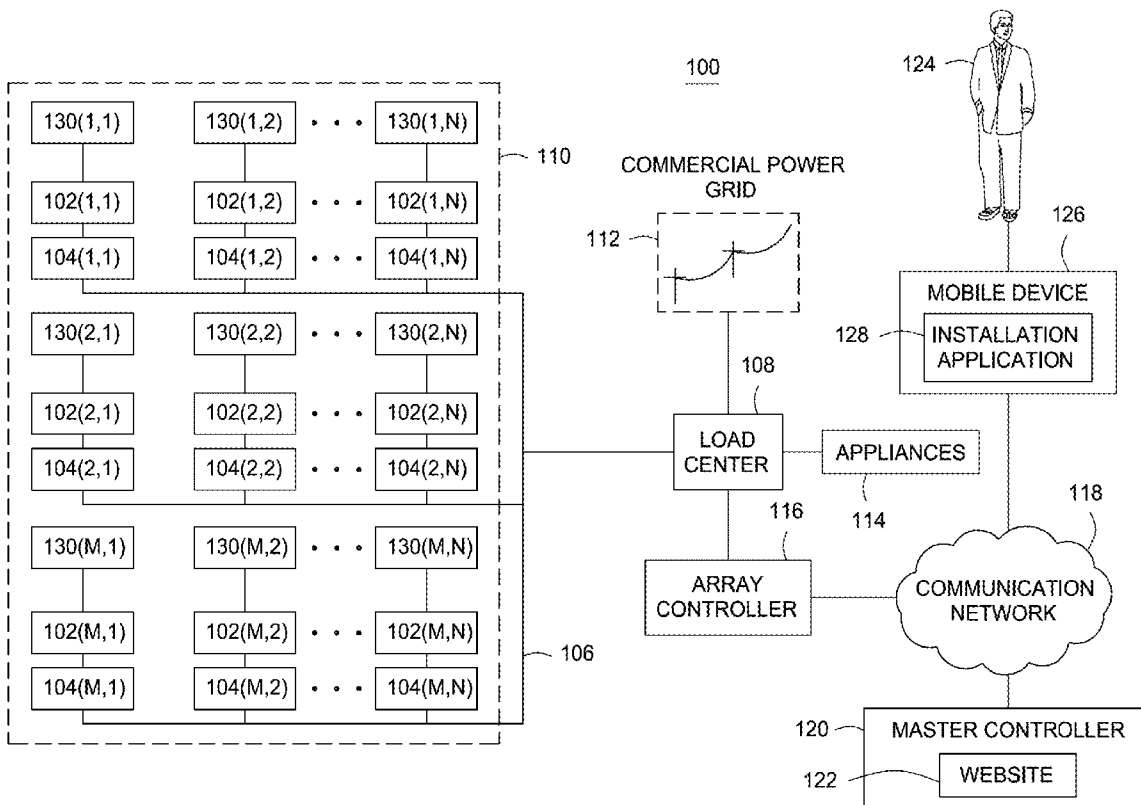 100
124
130(1,1) 130(1,2) • • • 130(1,N)
110
COMMERCIAL POWER
GRID
102(1,1) 102(1,2) • • • 102(1,N)
126
112
104(1,1) 104(1,2) • • • 104(1,N)
MOBILE DEVICE
130(2,1) 130(2,2) • • • 130(2,N)
128
INSTALLATION
APPLICATION
108
102(2,1) 102(2,2) • • • 102(2,N)
LOAD
CENTER
APPLIANCES
104(2,1) 104(2,2) • • • 104(2,N)
116
114
118
130(M,1) 130(M,2) • • • 130(M,N)
ARRAY
CONTROLLER
COMMUNICATION
NETWORK
102(M,1) 102(M,2) • • • 102(M,N)
106
104(M,1) 104(M,2) • • • 104(M,N)
120
MASTER CONTROLLER
122
WEBSITE